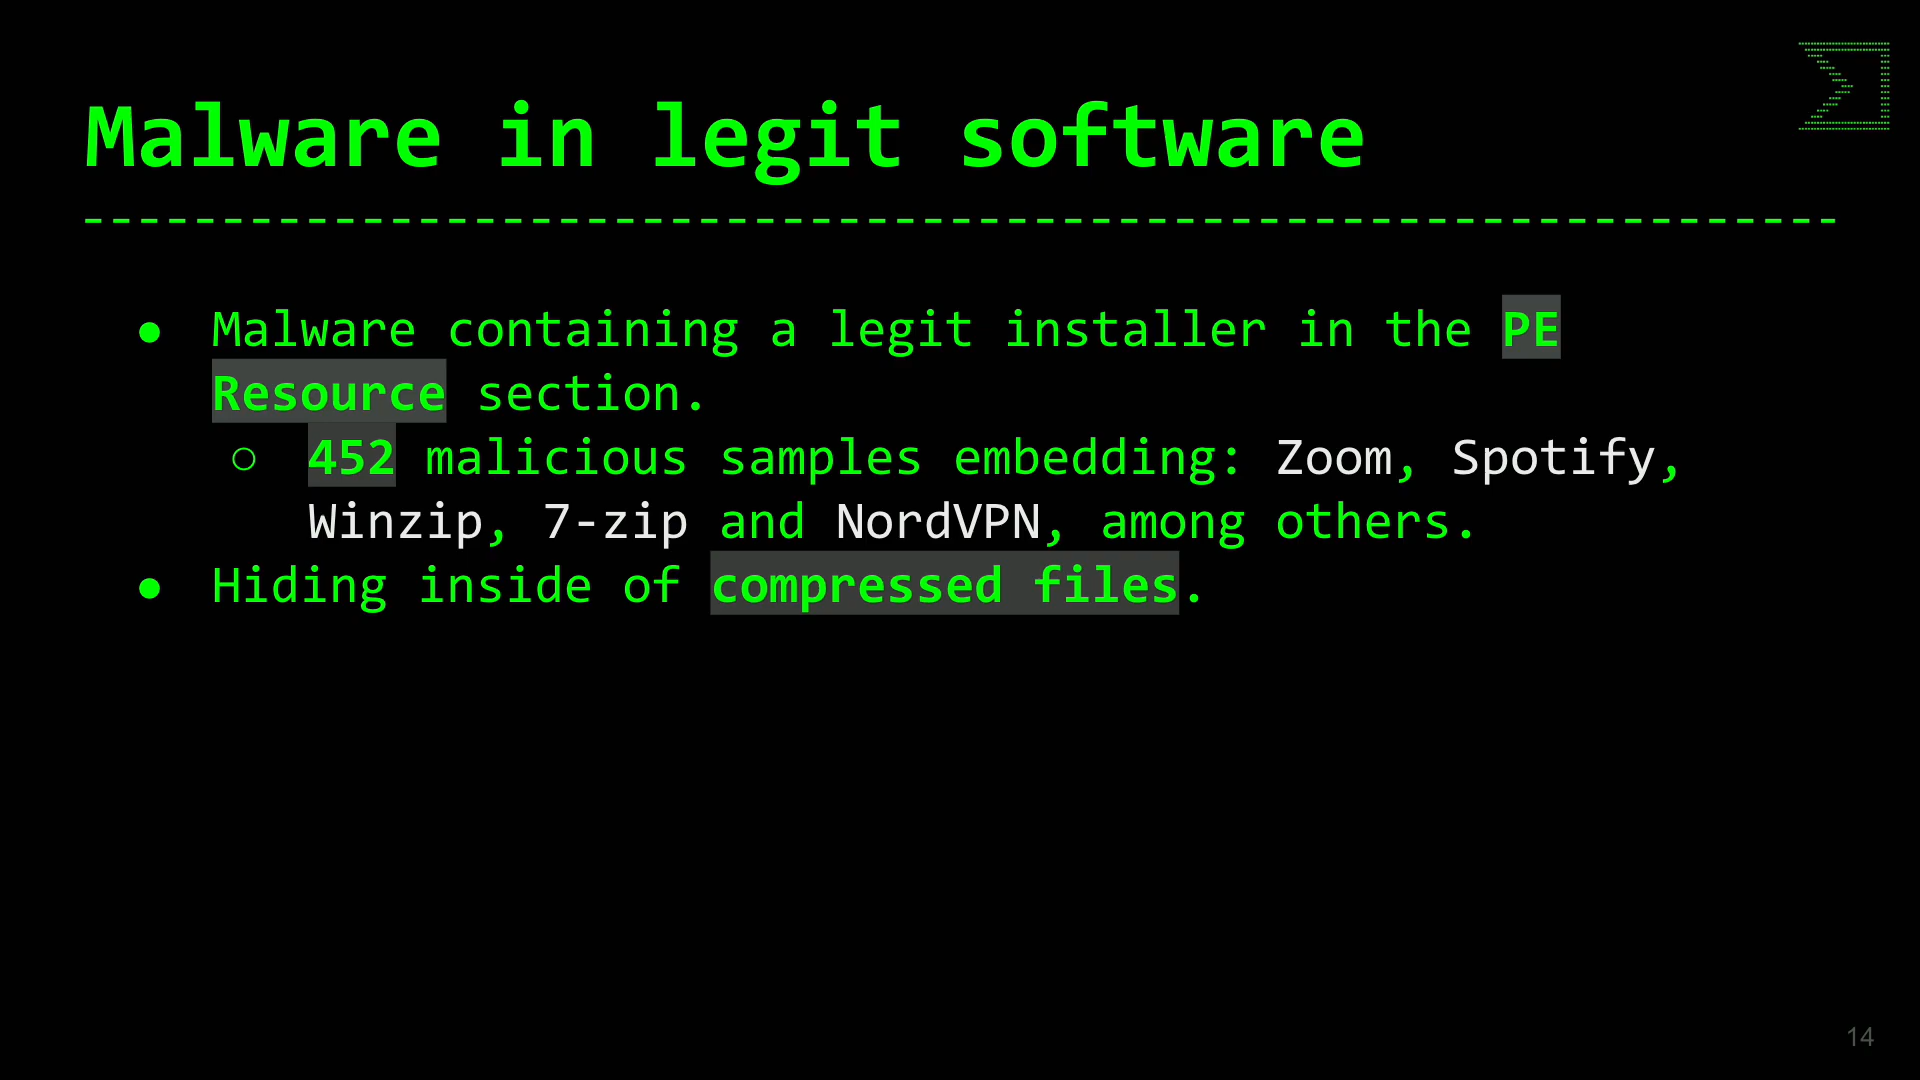 Malware in legit software
---------------------------------------------------------------
● Malware containing a legit installer in the PE
Resource section.
○ 452 malicious samples embedding: Zoom, Spotify,
Winzip, 7-zip and NordVPN, among others.
● Hiding inside of compressed files.
14